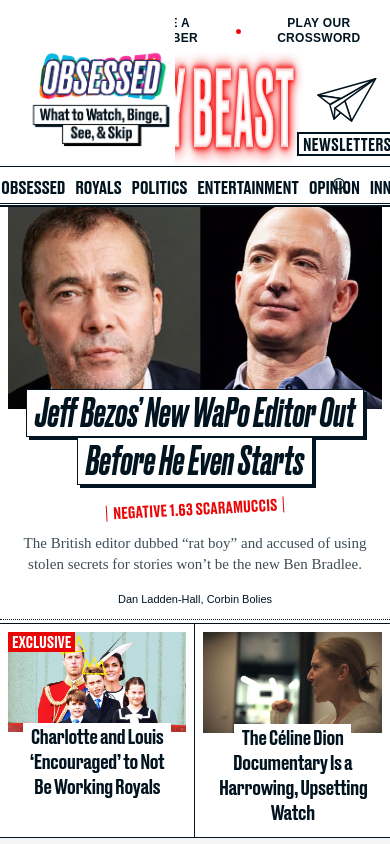 E A
BER
PLAY OUR
CROSSWORD
OBSESSED
What to Watch, Binge,
See, & Skip
Y BEAST
NEWSLETTERS
OBSESSED ROYALS POLITICS ENTERTAINMENT OPINION INN
Jeff Bezos’ New WaPo Editor Out
Before He Even Starts
NEGATIVE 1.63 SCARAMUCCIS
The British editor dubbed “rat boy” and accused of using
stolen secrets for stories won’t be the new Ben Bradlee.
Dan Ladden-Hall, Corbin Bolies
EXCLUSIVE
Charlotte and Louis
‘Encouraged’ to Not
Be Working Royals
The Céline Dion
Documentary Is a
Harrowing, Upsetting
Watch